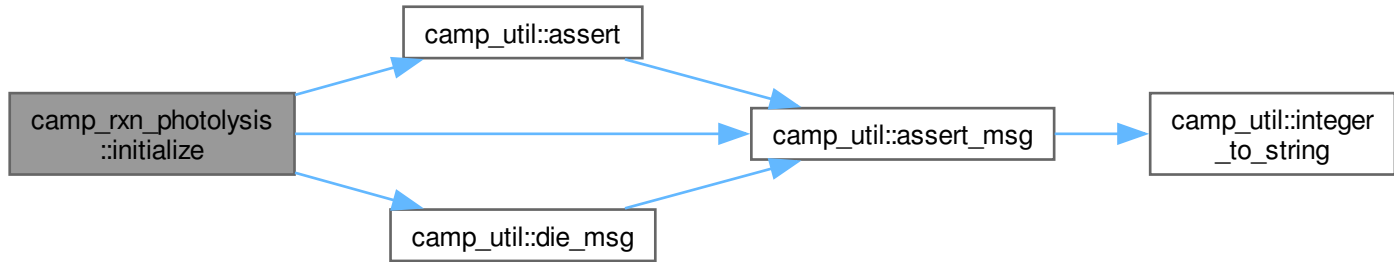 camp_util::assert
camp_rxn_photolysis
::initialize
camp_util::assert_msg
camp_util::integer
_to_string
camp_util::die_msg